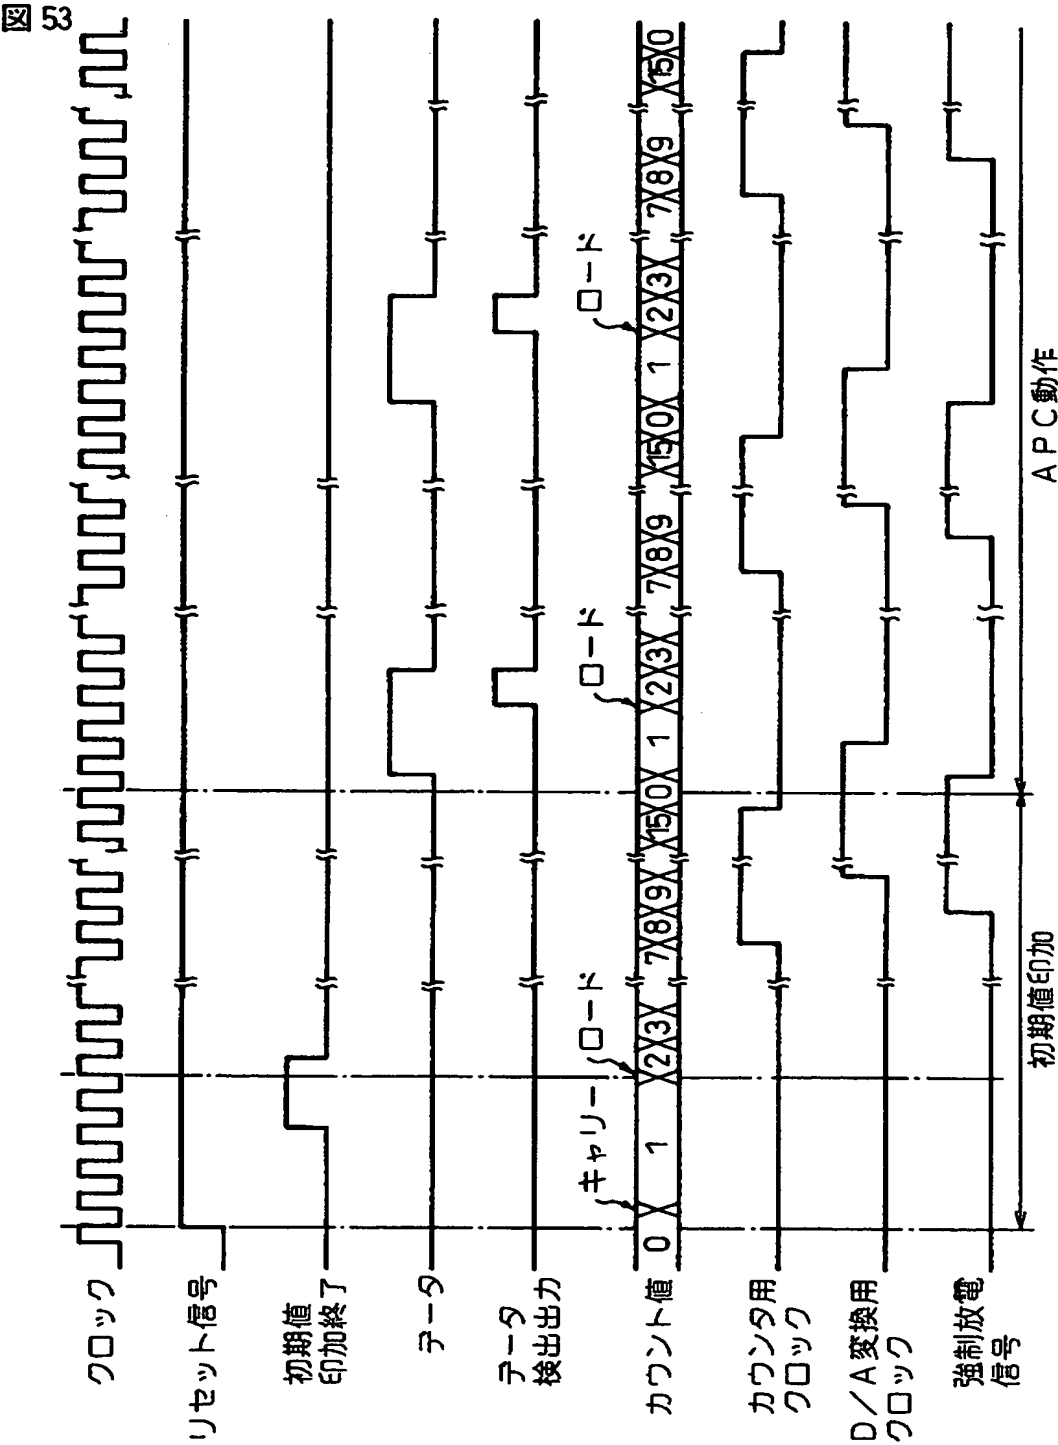 図 53
クロック
リセット信号
初期値
印加終了
データ
データ
検出出力
キャリー
ロード
ロード
ロード
カウント値
0 1 2 3 7 8 9 15 0 1 2 3 7 8 9 15 0 1 2 3 7 8 9 15 0
カウンタ用
クロック
D/A変換用
クロック
強制放電
信号
初期値印加
APC動作